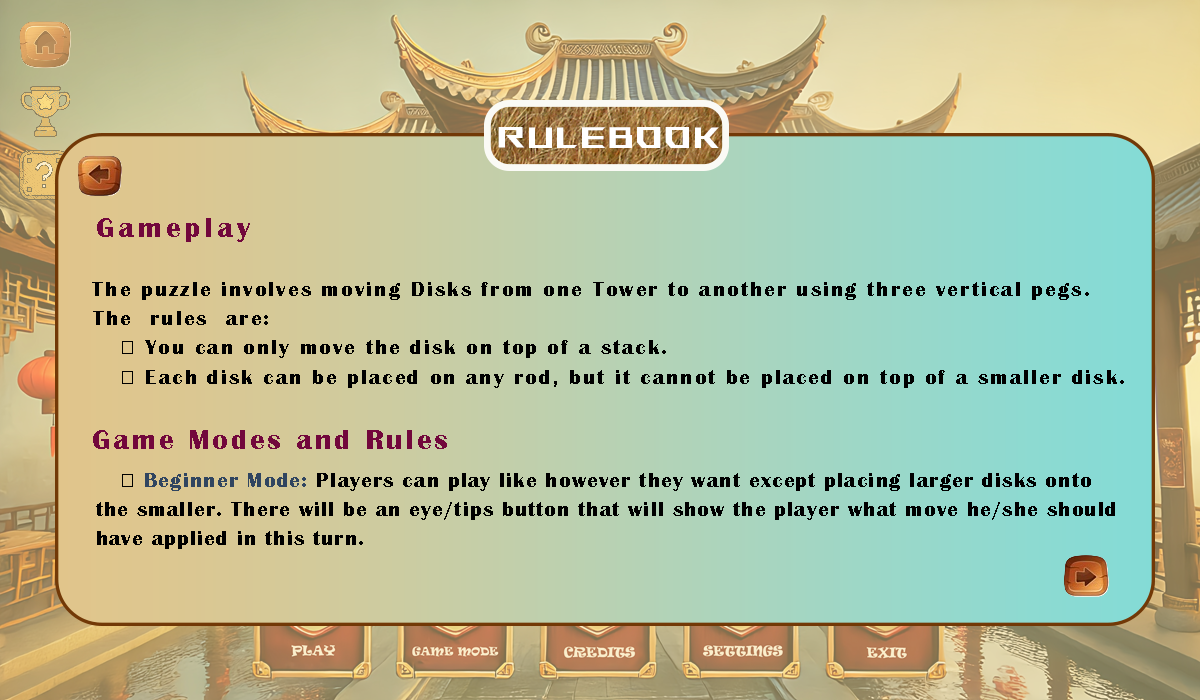 RULEBOOK
Gameplay
The puzzle involves moving Disks from one Tower to another using three vertical pegs.
The rules are:
□ You can only move the disk on top of a stack.
□ Each disk can be placed on any rod, but it cannot be placed on top of a smaller disk.
Game Modes and Rules
□ Beginner Mode: Players can play like however they want except placing larger disks onto
the smaller. There will be an eye/tips button that will show the player what move he/she should
have applied in this turn.
PLAY
GAME MODE
CREDITS
SETTINGS
EXIT